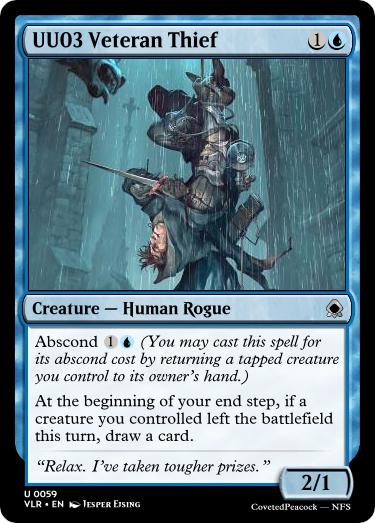 UU03 Veteran Thief
1
Creature — Human Rogue
Abscond 1 (You may cast this spell for
its abscond cost by returning a tapped creature
you control to its owner's hand.)
At the beginning of your end step, if a
creature you controlled left the battlefield
this turn, draw a card.
“Relax. I've taken tougher prizes.”
2/1
U 0059
VLR • EN Jesper Ejsing
CovetedPeacock — NFS